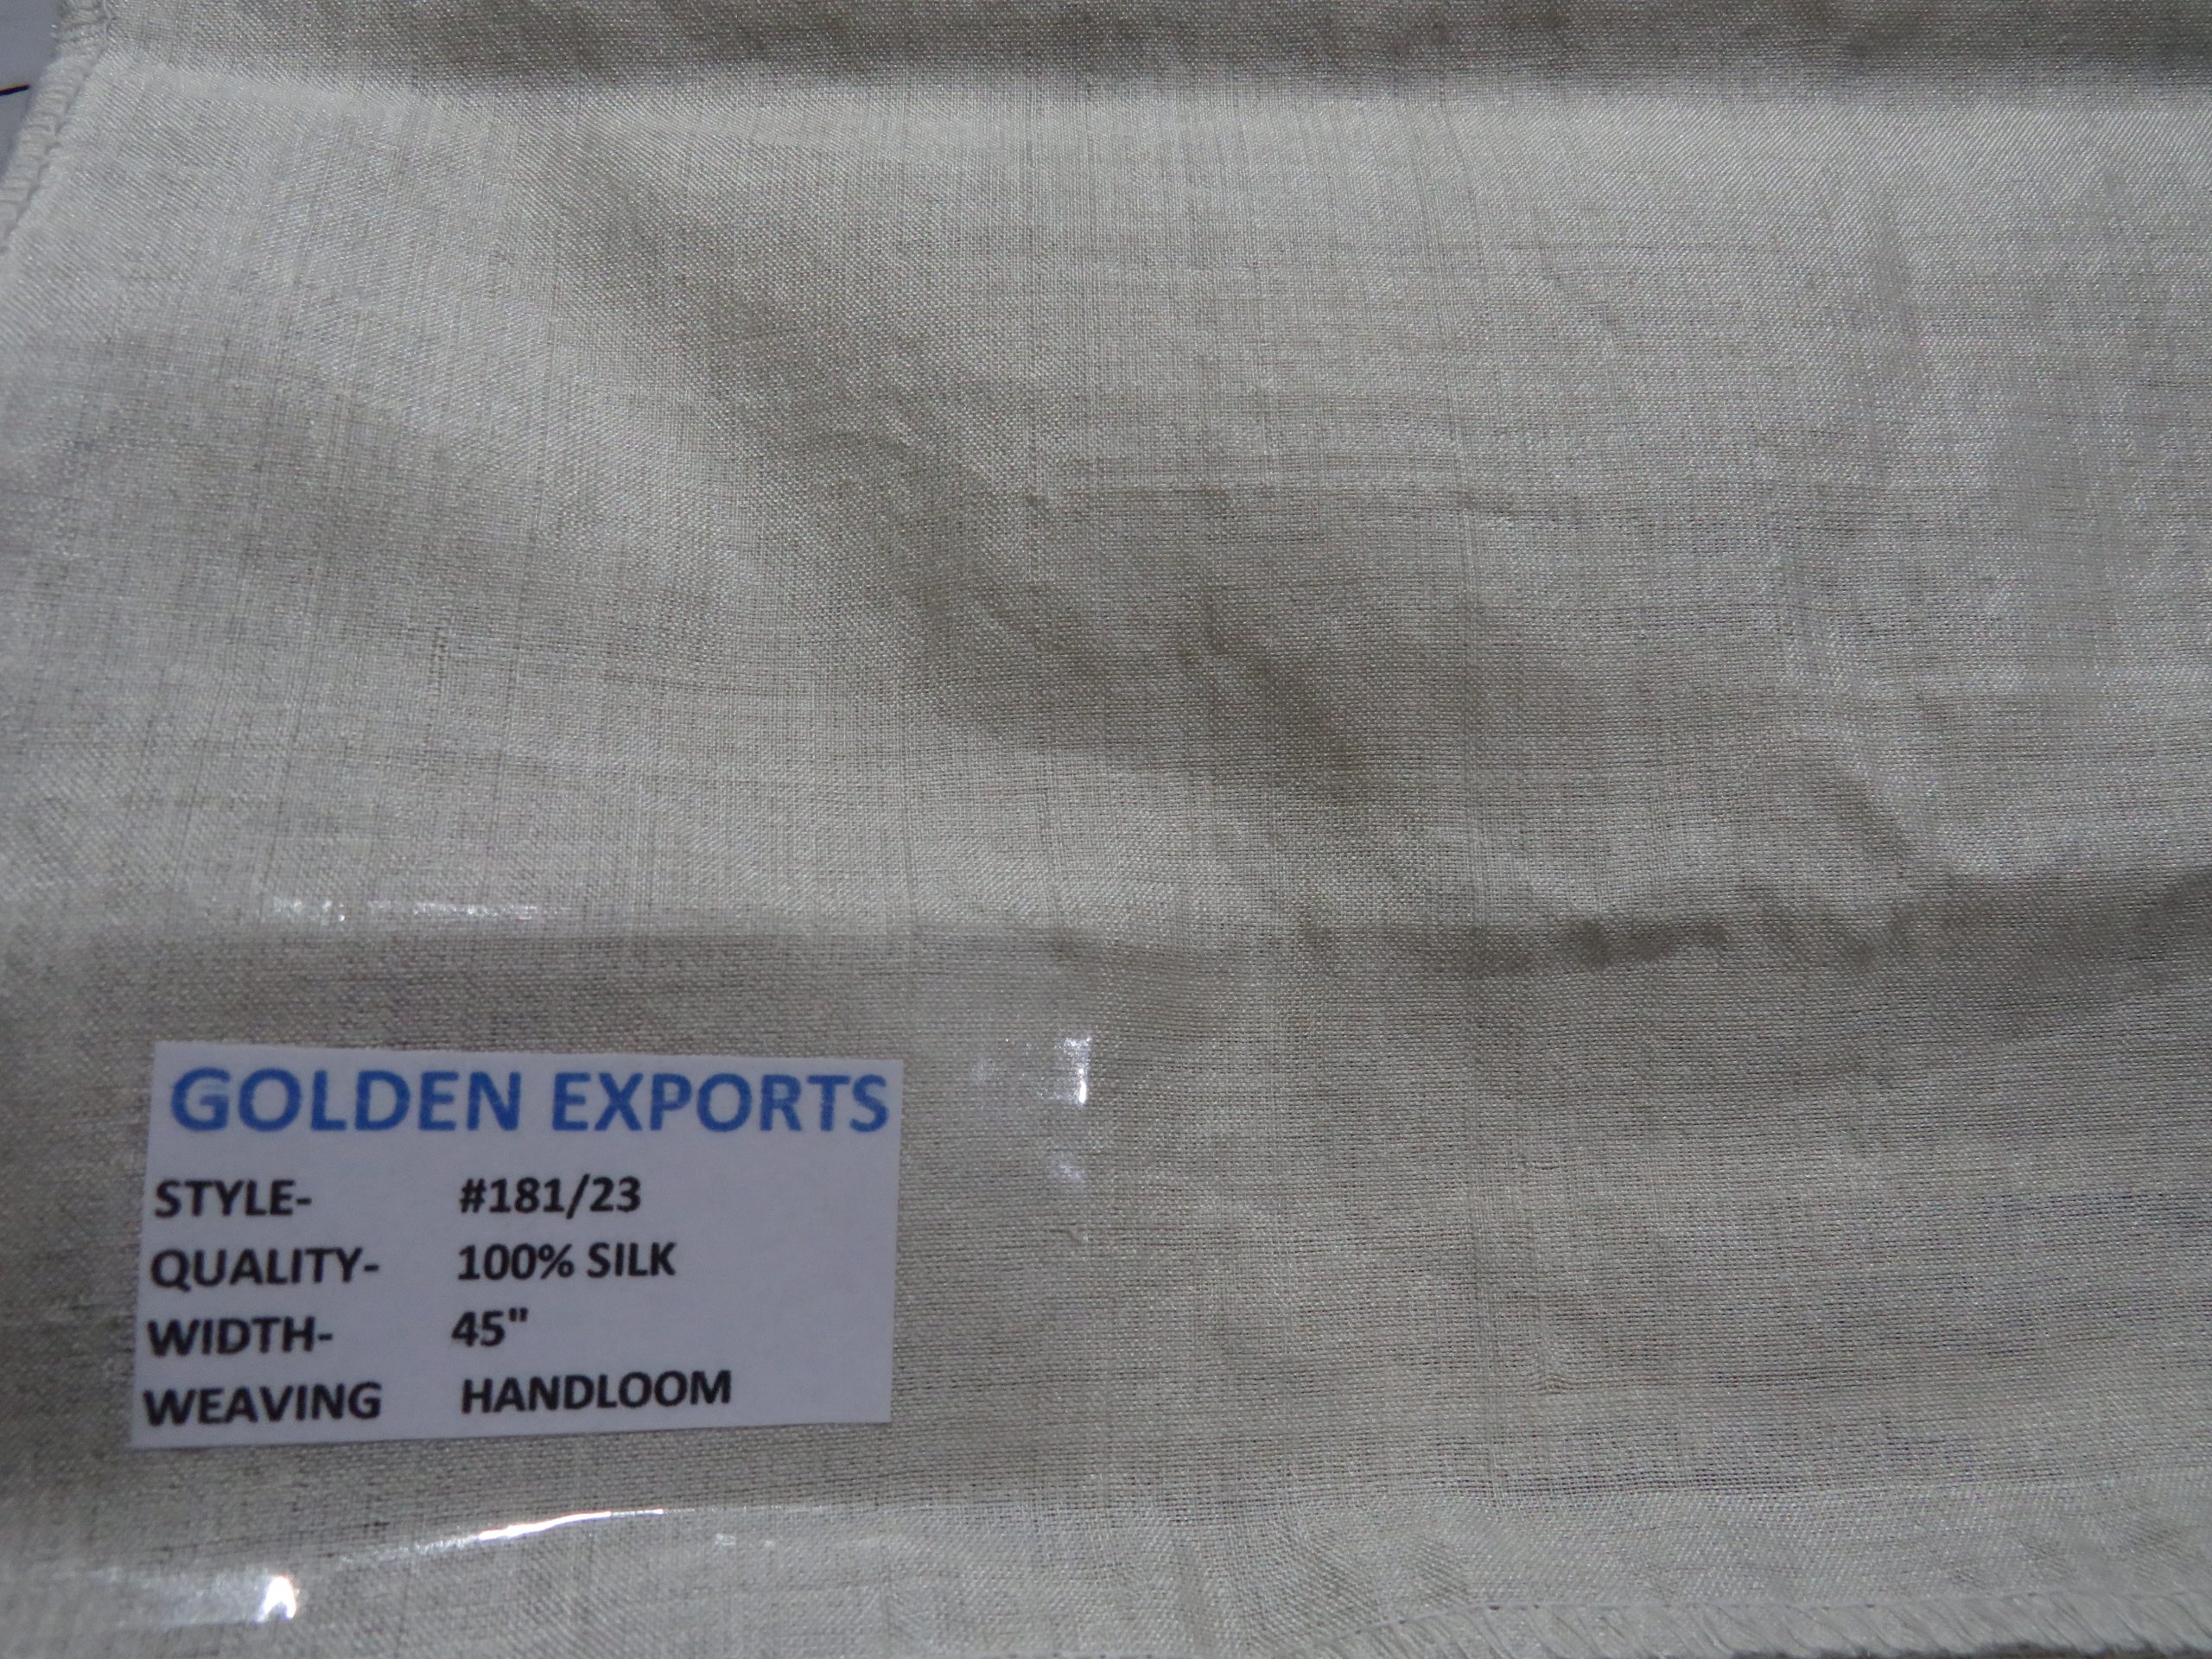 GOLDEN EXPORTS
STYLE- #181/23
QUALITY- 100% SILK
WIDTH- 45"
WEAVING HANDLOOM